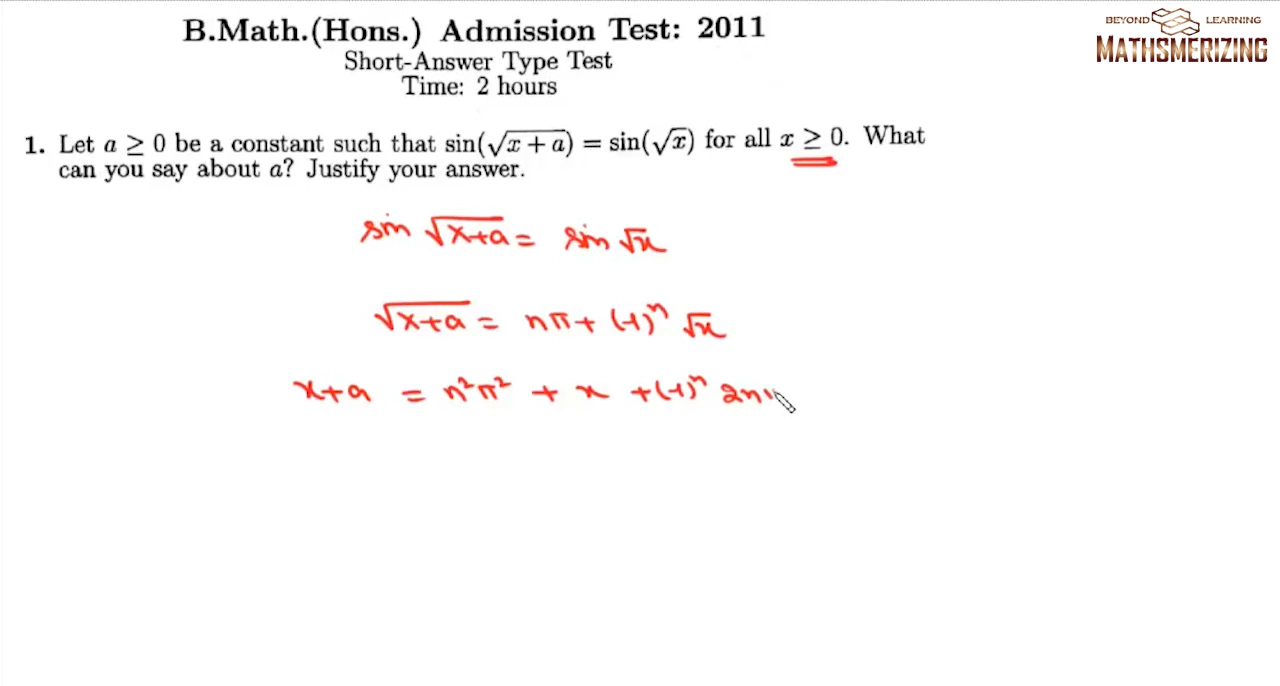 B.Math.(Hons.) Admission Test: 2011
BEYOND LEARNING
MATHSMERIZING
Short-Answer Type Test
Time: 2 hours
1. Let a ≥ 0 be a constant such that sin(√(x + a)) = sin(√x) for all x ≥ 0. What
can you say about a? Justify your answer.
sin √(x+a) = sin √x
√(x+a) = nπ + (-1)ⁿ √x
x+a = n²π² + x + (-1)ⁿ 2n